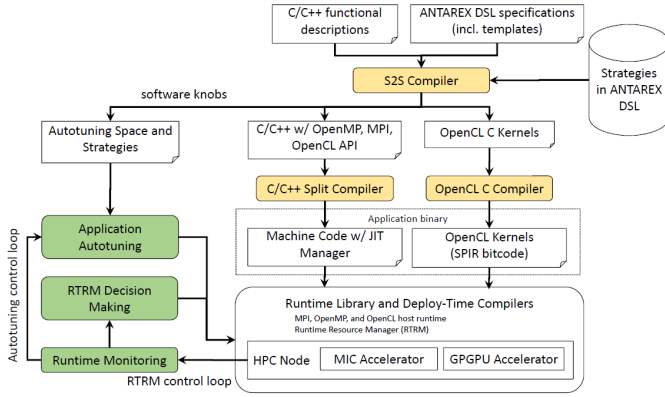 C/C++ functional
descriptions
ANTAREX DSL specifications
(incl. templates)
S2S Compiler
Strategies
in ANTAREX
DSL
software knobs
Autotuning Space and
Strategies
C/C++ w/ OpenMP, MPI,
OpenCL API
OpenCL C Kernels
C/C++ Split Compiler
OpenCL C Compiler
Application binary
Application
Autotuning
Machine Code w/ JIT
Manager
OpenCL Kernels
(SPIR bitcode)
Autotuning control loop
RTRM Decision
Making
Runtime Library and Deploy-Time Compilers
MPI, OpenMP, and OpenCL host runtime
Runtime Resource Manager (RTRM)
Runtime Monitoring
HPC Node
MIC Accelerator
GPGPU Accelerator
RTRM control loop